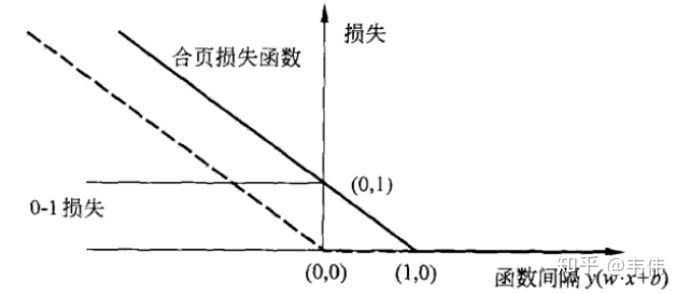 损失
合页损失函数
(0,1)
0-1 损失
(0,0)
(1,0)
函数间隔 y(w·x+b)
知乎 @韦伟